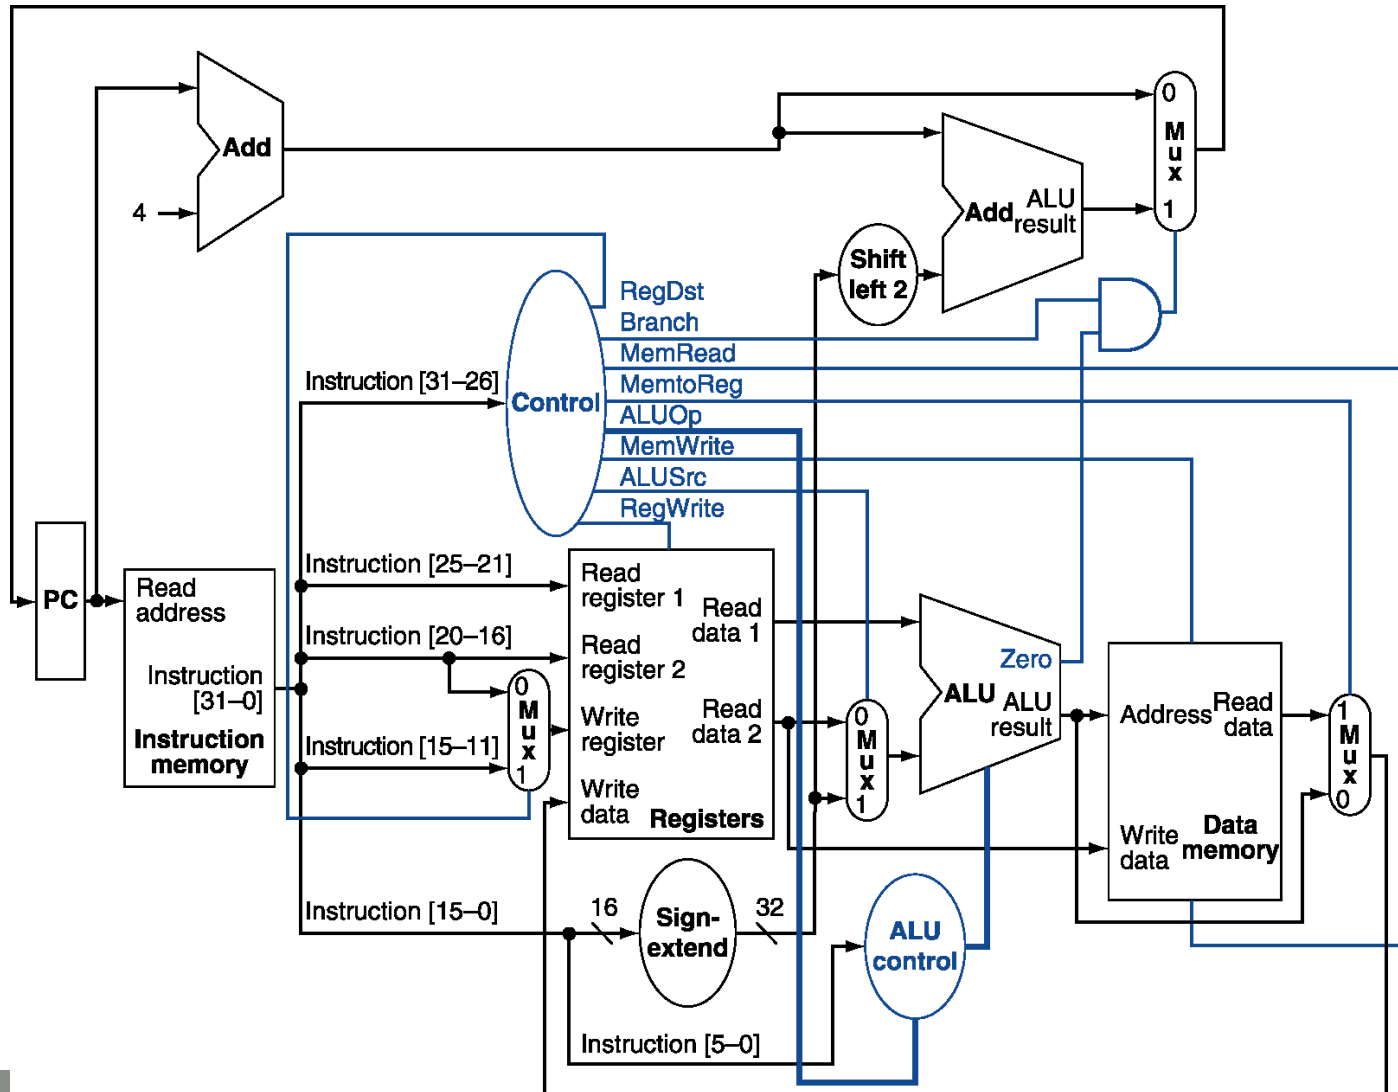 0
M
u
x
1
Add
4
Add
ALU
result
Shift
left 2
RegDst
Branch
MemRead
MemtoReg
ALUOp
MemWrite
ALUSrc
RegWrite
Control
Instruction [31–26]
Instruction [25–21]
Instruction [20–16]
Instruction [15–11]
Instruction [15–0]
Instruction [5–0]
PC
Read
address
Instruction
[31–0]
Instruction
memory
0
M
u
x
1
Read
register 1
Read
register 2
Write
register
Write
data
Read
data 1
Read
data 2
Registers
0
M
u
x
1
Zero
ALU
ALU
result
Address
Read
data
Write
data
Data
memory
1
M
u
x
0
16
Sign-
extend
32
ALU
control